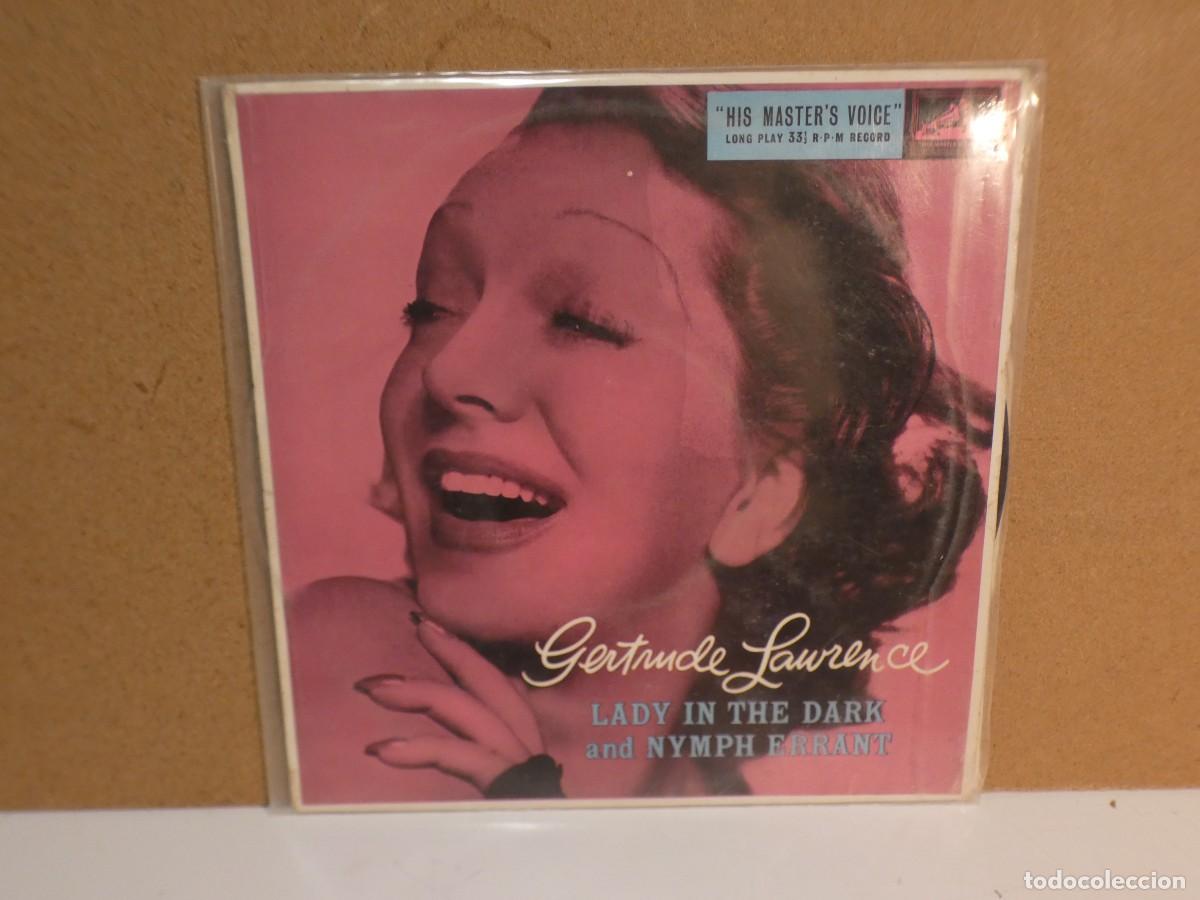 "HIS MASTER'S VOICE"
LONG PLAY 33⅓ R·P·M RECORD
Gertrude Lawrence
LADY IN THE DARK
and NYMPH ERRANT
todocoleccion